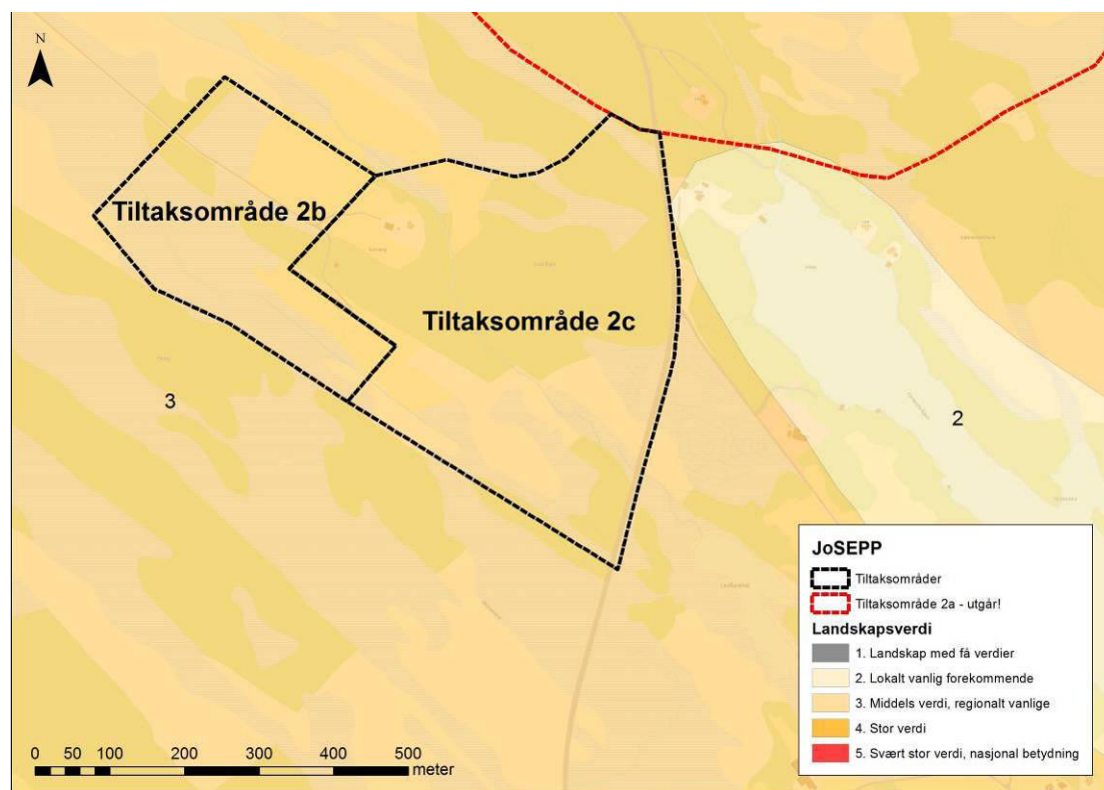 N
Tiltaksområde 2b
Tiltaksområde 2c
3
2
JoSEPP
Tiltaksområder
Tiltaksområde 2a - utgår!
Landskapsverdi
1. Landskap med få verdier
2. Lokalt vanlig forekommende
3. Middels verdi, regionalt vanlige
4. Stor verdi
5. Svært stor verdi, nasjonal betydning
0 50 100 200 300 400 500
meter